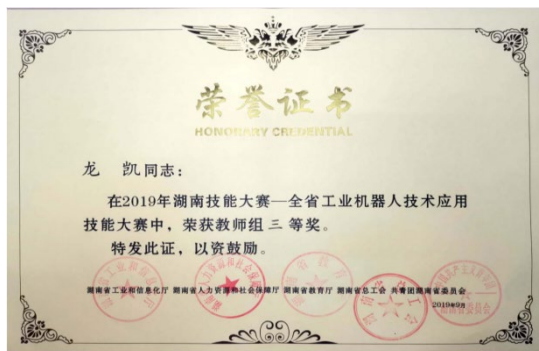 荣誉证书
HONORARY CREDENTIAL
龙 凯同志：
在2019年湖南技能大赛—全省工业机器人技术应用
技能大赛中，荣获教师组三等奖。
特发此证，以资鼓励。
湖南省工业和信息化厅 湖南省人力资源和社会保障厅 湖南省教育厅 湖南省总工会 共青团湖南省委员会
2019年9月